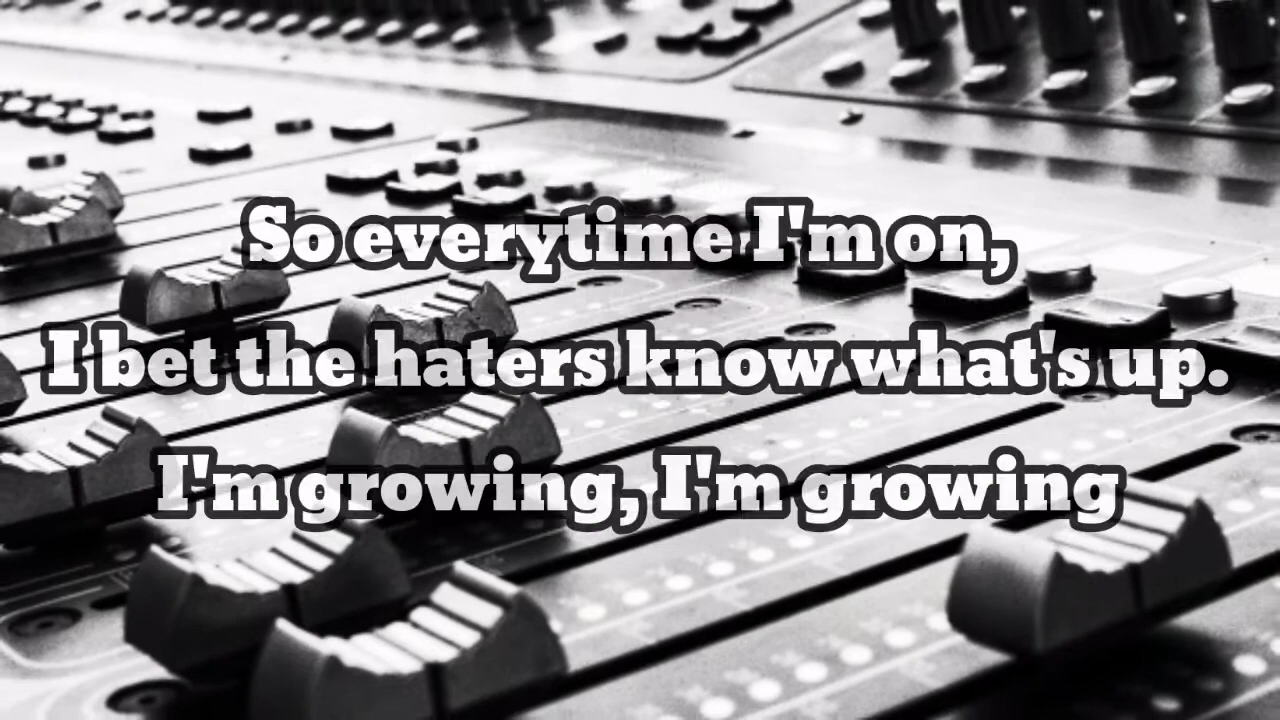 So everytime I'm on,
I bet the haters know what's up.
I'm growing, I'm growing